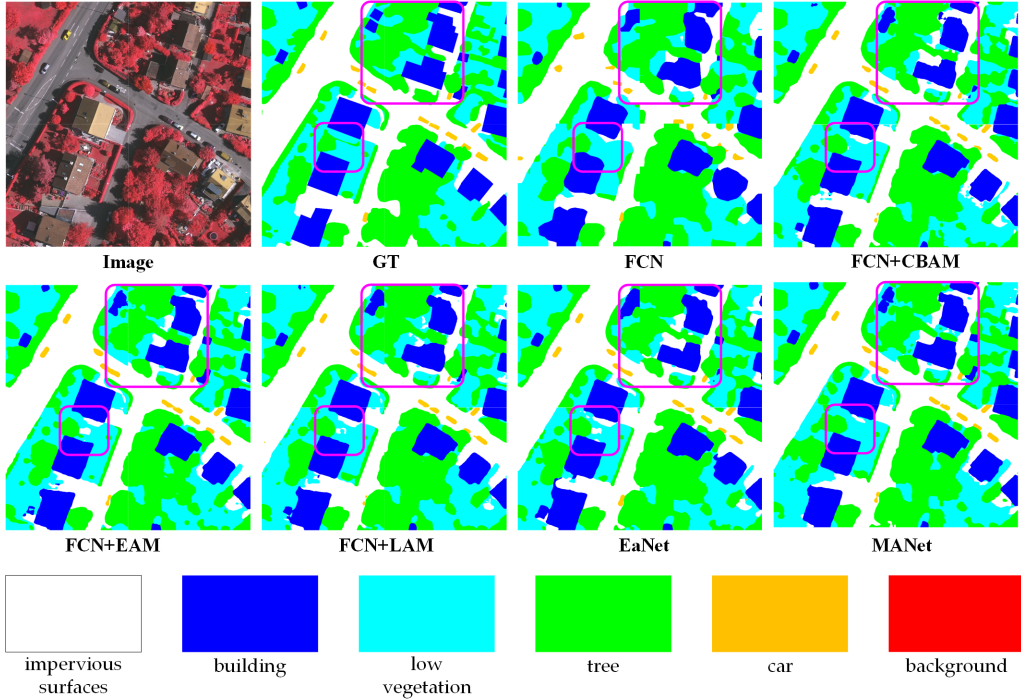 Image
GT
FCN
FCN+CBAM
FCN+EAM
FCN+LAM
EaNet
MANet
impervious
surfaces
building
low
vegetation
tree
car
background